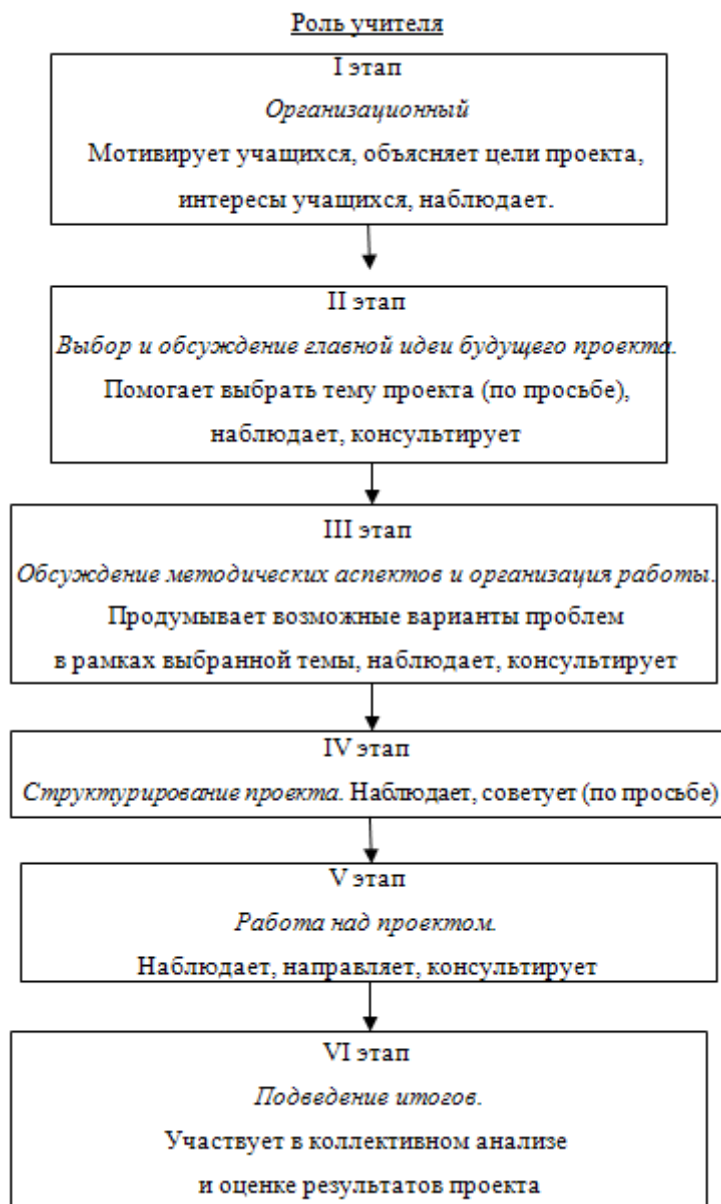 Роль учителя
I этап
Организационный
Мотивирует учащихся, объясняет цели проекта,
интересы учащихся, наблюдает.
II этап
Выбор и обсуждение главной идеи будущего проекта.
Помогает выбрать тему проекта (по просьбе),
наблюдает, консультирует
III этап
Обсуждение методических аспектов и организация работы.
Продумывает возможные варианты проблем
в рамках выбранной темы, наблюдает, консультирует
IV этап
Структурирование проекта. Наблюдает, советует (по просьбе)
V этап
Работа над проектом.
Наблюдает, направляет, консультирует
VI этап
Подведение итогов.
Участвует в коллективном анализе
и оценке результатов проекта